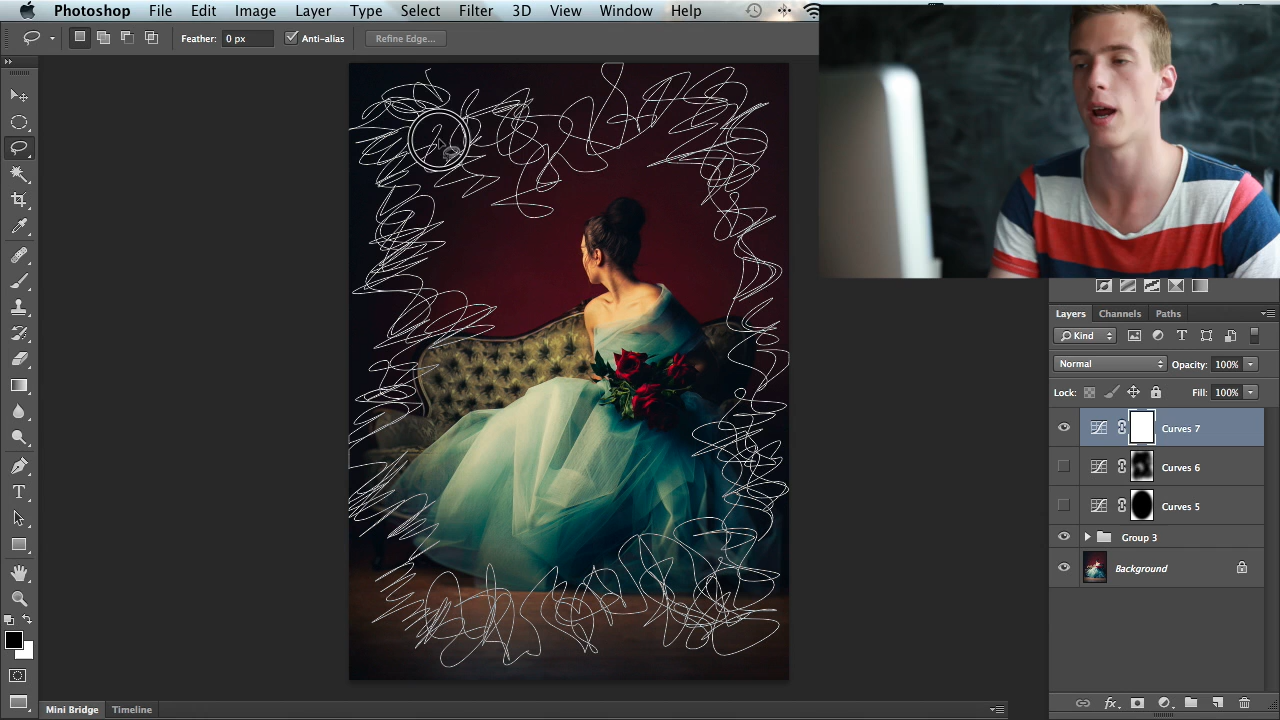 Photoshop File Edit Image Layer Type Select Filter 3D View Window Help
Feather: 0 px Anti-alias Refine Edge...
Layers Channels Paths
Kind
Normal Opacity: 100%
Lock: Fill: 100%
Curves 7
Curves 6
Curves 5
Group 3
Background
Mini Bridge Timeline